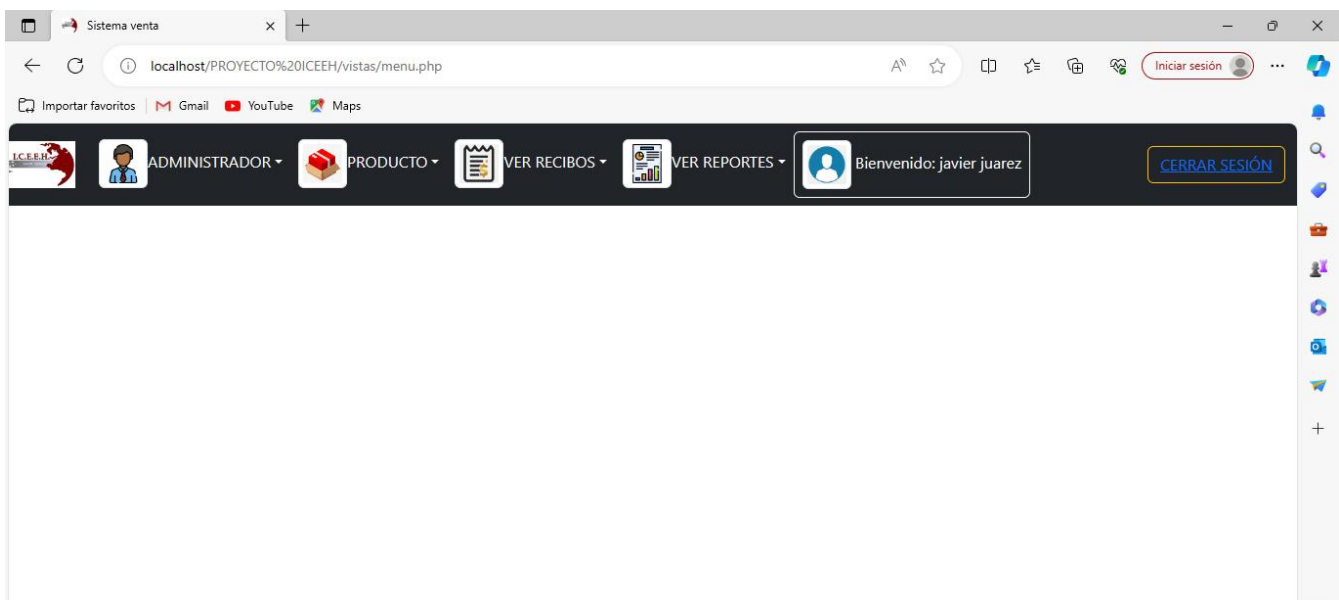 Sistema venta
localhost/PROYECTO%20ICEEH/vistas/menu.php
Iniciar sesión
Importar favoritos
Gmail
YouTube
Maps
I.C.E.E.H.
ADMINISTRADOR
PRODUCTO
VER RECIBOS
VER REPORTES
Bienvenido: javier juarez
CERRAR SESIÓN